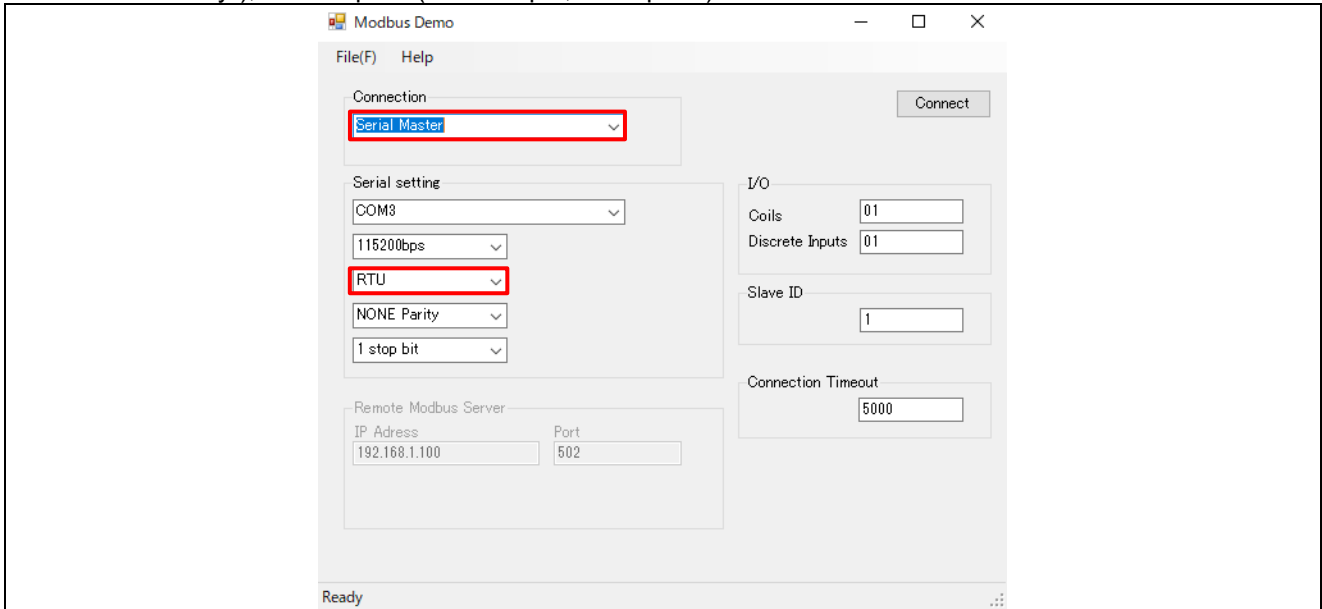 Modbus Demo
File(F) Help
Connection
Serial Master
Connect
Serial setting
COM3
115200bps
RTU
NONE Parity
1 stop bit
I/O
Coils 01
Discrete Inputs 01
Slave ID
1
Connection Timeout
5000
Remote Modbus Server
IP Adress Port
192.168.1.100 502
Ready